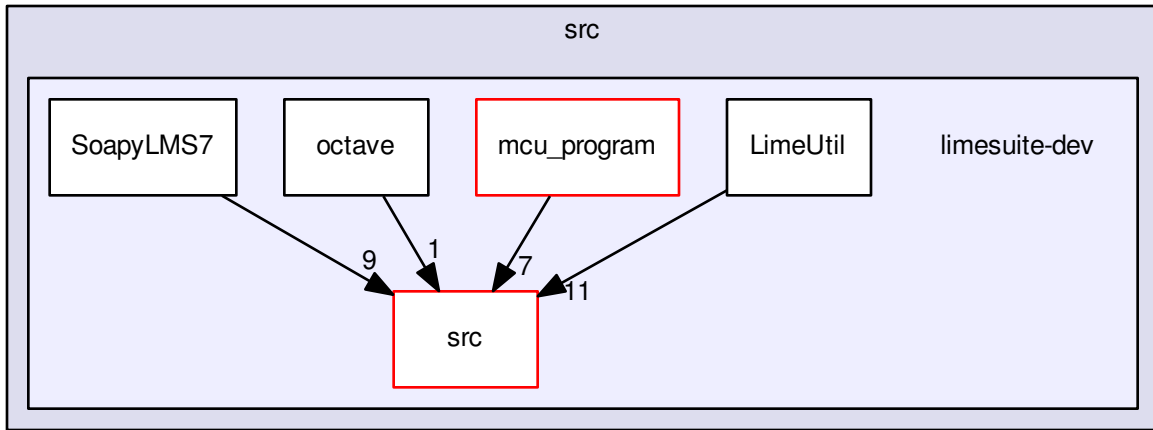 src
SoapyLMS7
octave
mcu_program
LimeUtil
limesuite-dev
9
1
7
11
src